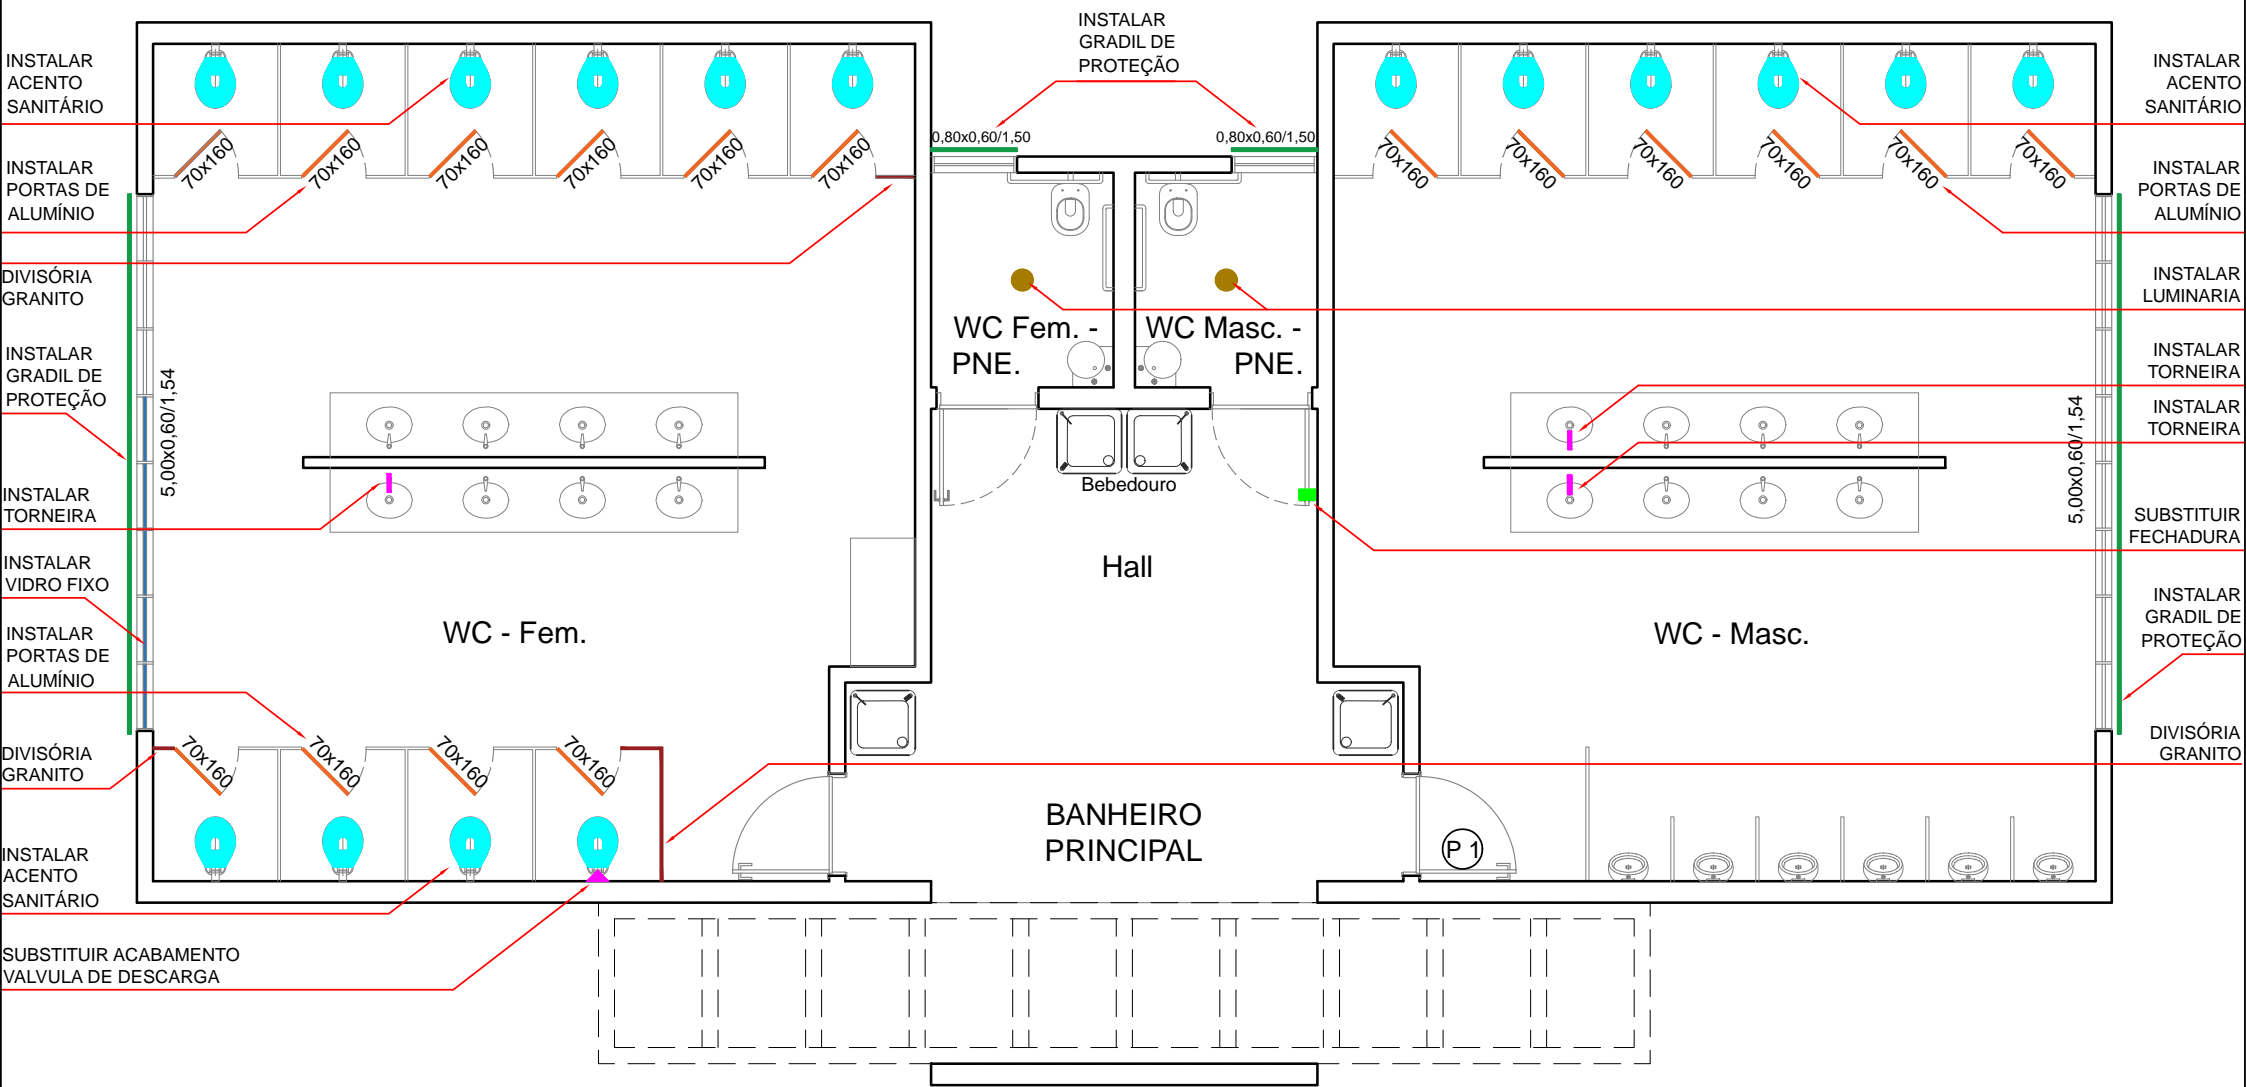 INSTALAR
GRADIL DE
PROTEÇÃO
INSTALAR
ACENTO
SANITÁRIO
INSTALAR
PORTAS DE
ALUMÍNIO
DIVISÓRIA
GRANITO
INSTALAR
GRADIL DE
PROTEÇÃO
INSTALAR
TORNEIRA
INSTALAR
VIDRO FIXO
INSTALAR
PORTAS DE
ALUMÍNIO
DIVISÓRIA
GRANITO
INSTALAR
ACENTO
SANITÁRIO
SUBSTITUIR ACABAMENTO
VALVULA DE DESCARGA
70x160
70x160
70x160
70x160
70x160
70x160
5,00x0,60/1,54
WC - Fem.
70x160
70x160
70x160
70x160
0,80x0,60/1,50
0,80x0,60/1,50
WC Fem. -
PNE.
WC Masc. -
PNE.
Bebedouro
Hall
BANHEIRO
PRINCIPAL
70x160
70x160
70x160
70x160
70x160
70x160
5,00x0,60/1,54
WC - Masc.
P 1
INSTALAR
ACENTO
SANITÁRIO
INSTALAR
PORTAS DE
ALUMÍNIO
INSTALAR
LUMINARIA
INSTALAR
TORNEIRA
INSTALAR
TORNEIRA
SUBSTITUIR
FECHADURA
INSTALAR
GRADIL DE
PROTEÇÃO
DIVISÓRIA
GRANITO